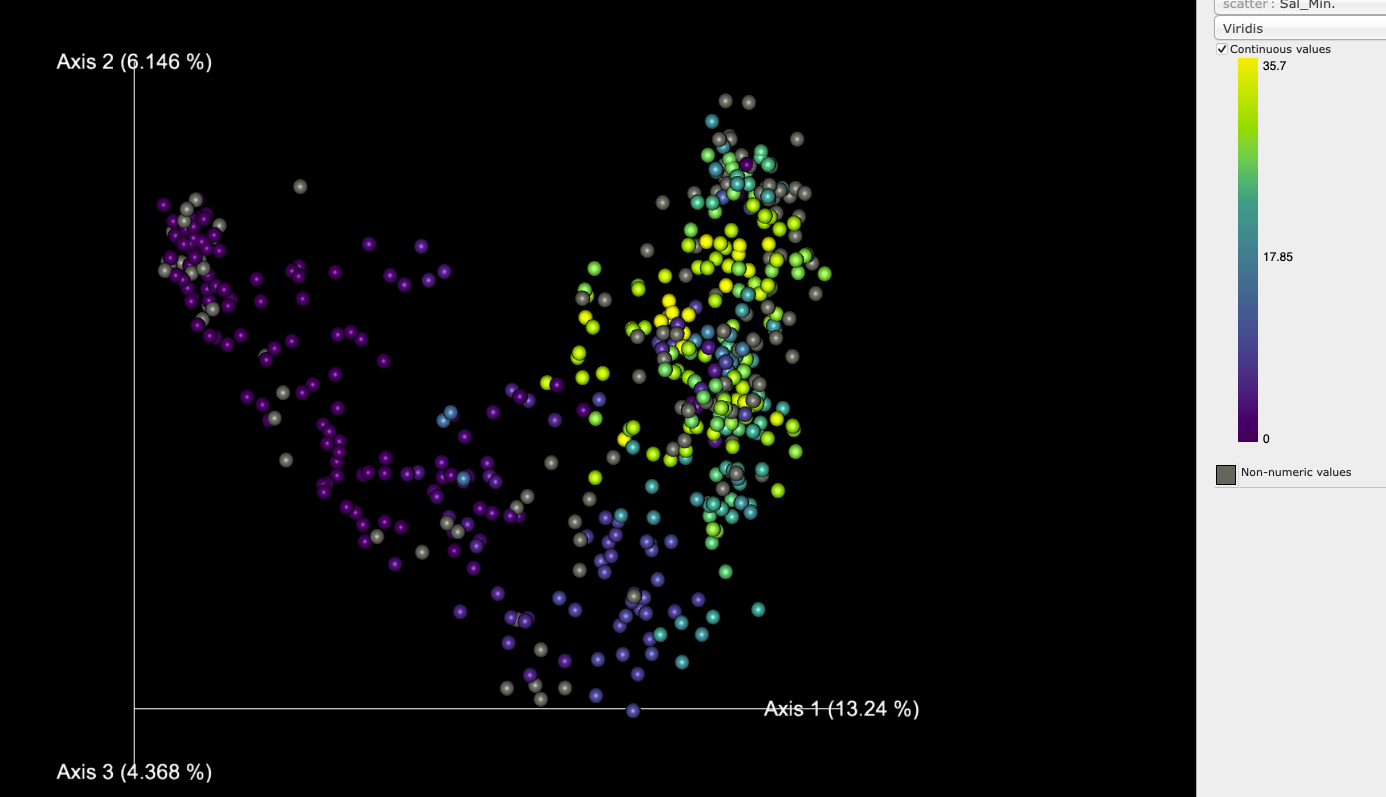 scatter : Sal_Min.
Viridis
Continuous values
35.7
17.85
0
Non-numeric values
Axis 2 (6.146 %)
Axis 1 (13.24 %)
Axis 3 (4.368 %)